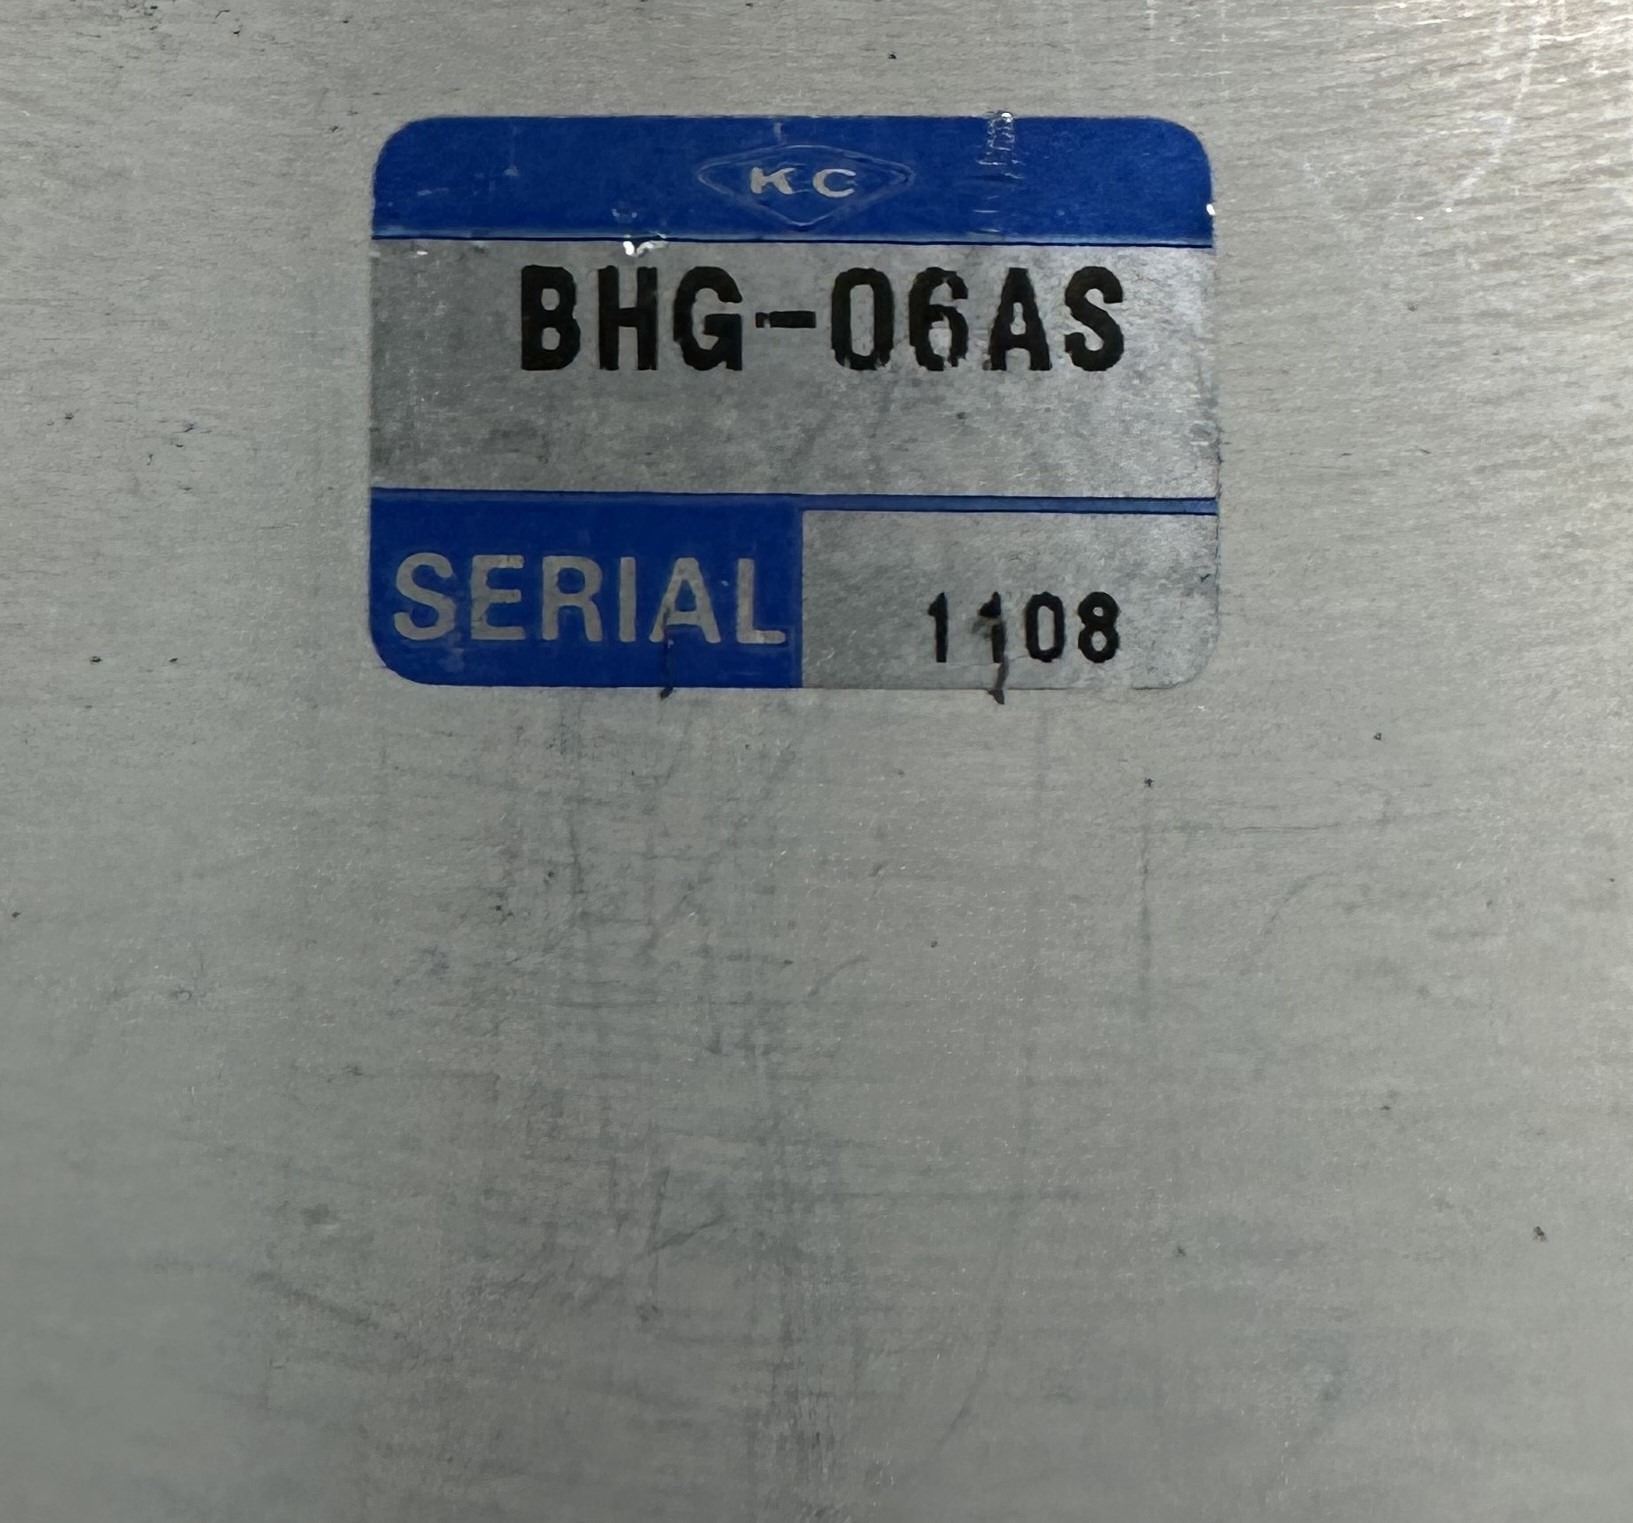 KC
BHG-06AS
SERIAL 1108